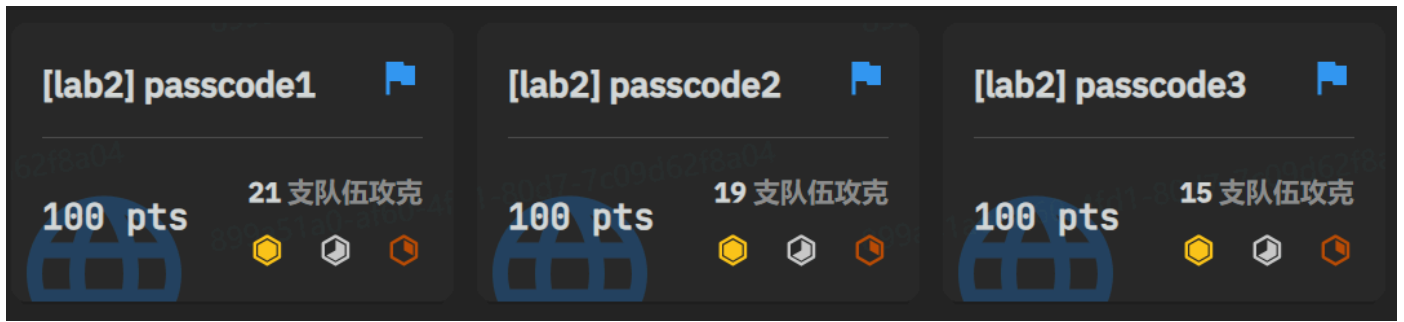 [lab2] passcode1
100 pts
21 支队伍攻克
[lab2] passcode2
100 pts
19 支队伍攻克
[lab2] passcode3
100 pts
15 支队伍攻克